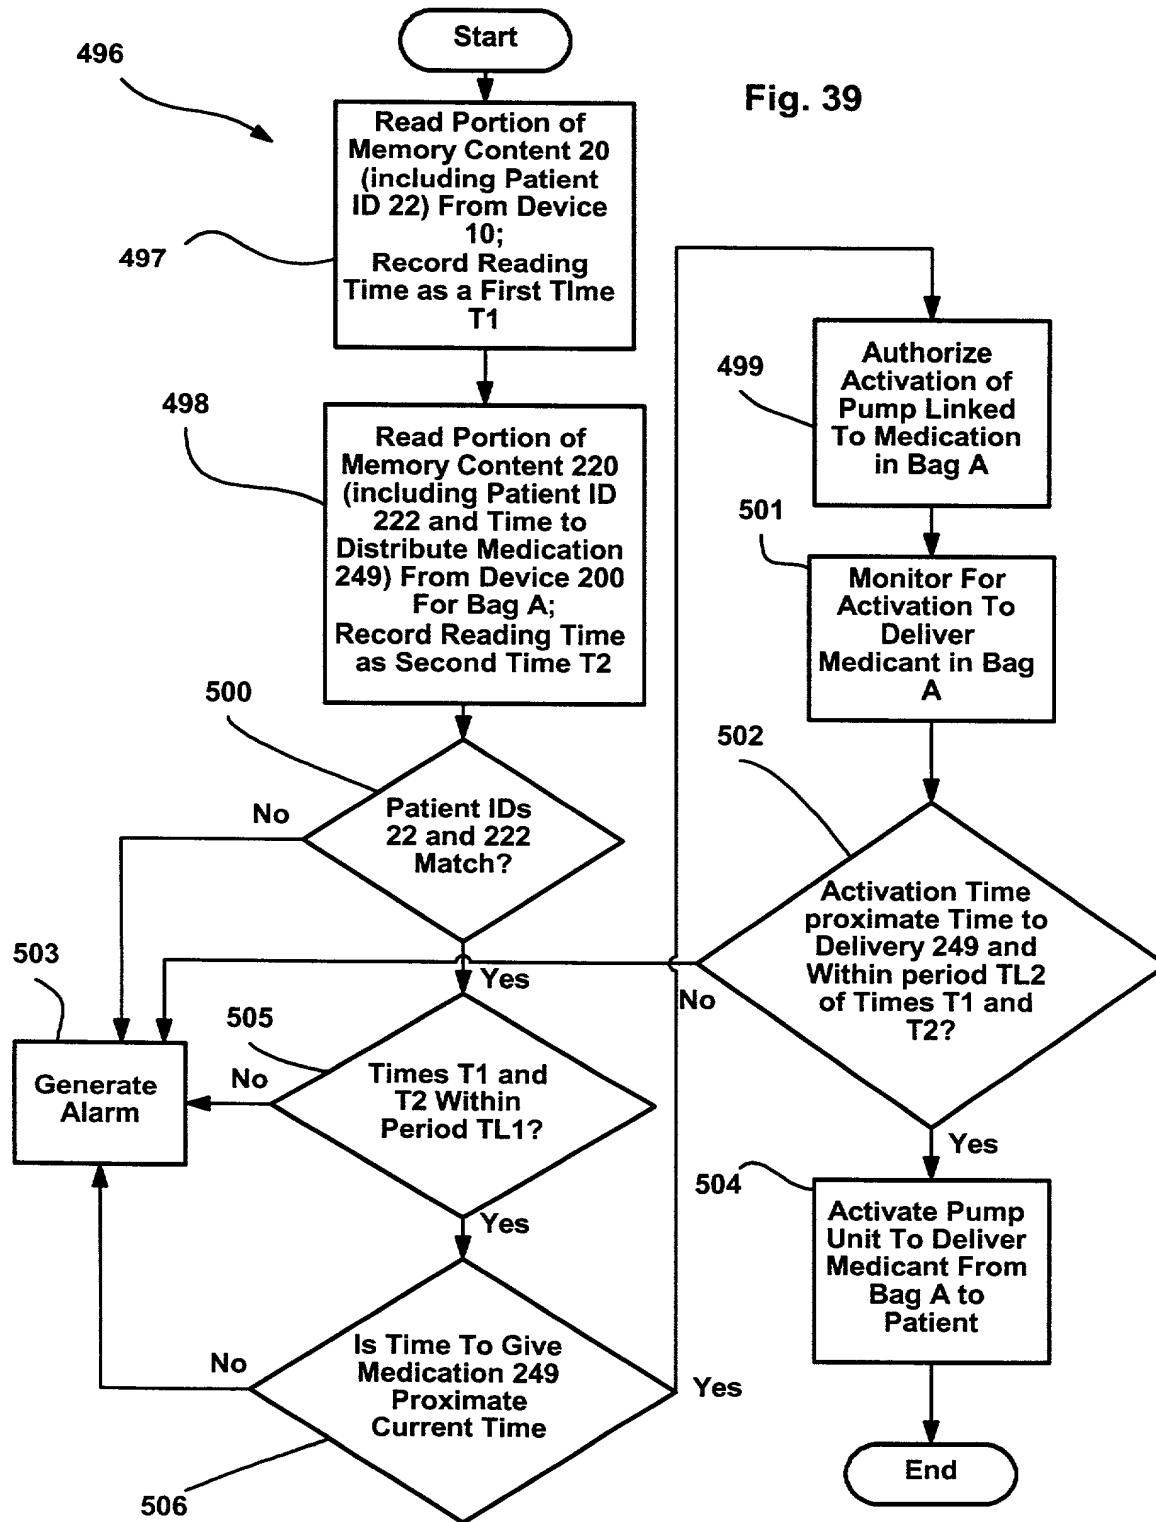 Start
496
Fig. 39
Read Portion of
Memory Content 20
(including Patient
ID 22) From Device
10;
Record Reading
Time as a First TIme
T1
497
498
Read Portion of
Memory Content 220
(including Patient ID
222 and Time to
Distribute Medication
249) From Device 200
For Bag A;
Record Reading Time
as Second Time T2
500
No
Patient IDs
22 and 222
Match?
Yes
503
Generate
Alarm
505
No
Times T1 and
T2 Within
Period TL1?
Yes
No
Is Time To Give
Medication 249
Proximate
Current Time
Yes
506
499
Authorize
Activation of
Pump Linked
To Medication
in Bag A
501
Monitor For
Activation To
Deliver
Medicant in Bag
A
502
Activation Time
proximate Time to
Delivery 249 and
Within period TL2
of Times T1 and
T2?
No
Yes
504
Activate Pump
Unit To Deliver
Medicant From
Bag A to
Patient
End